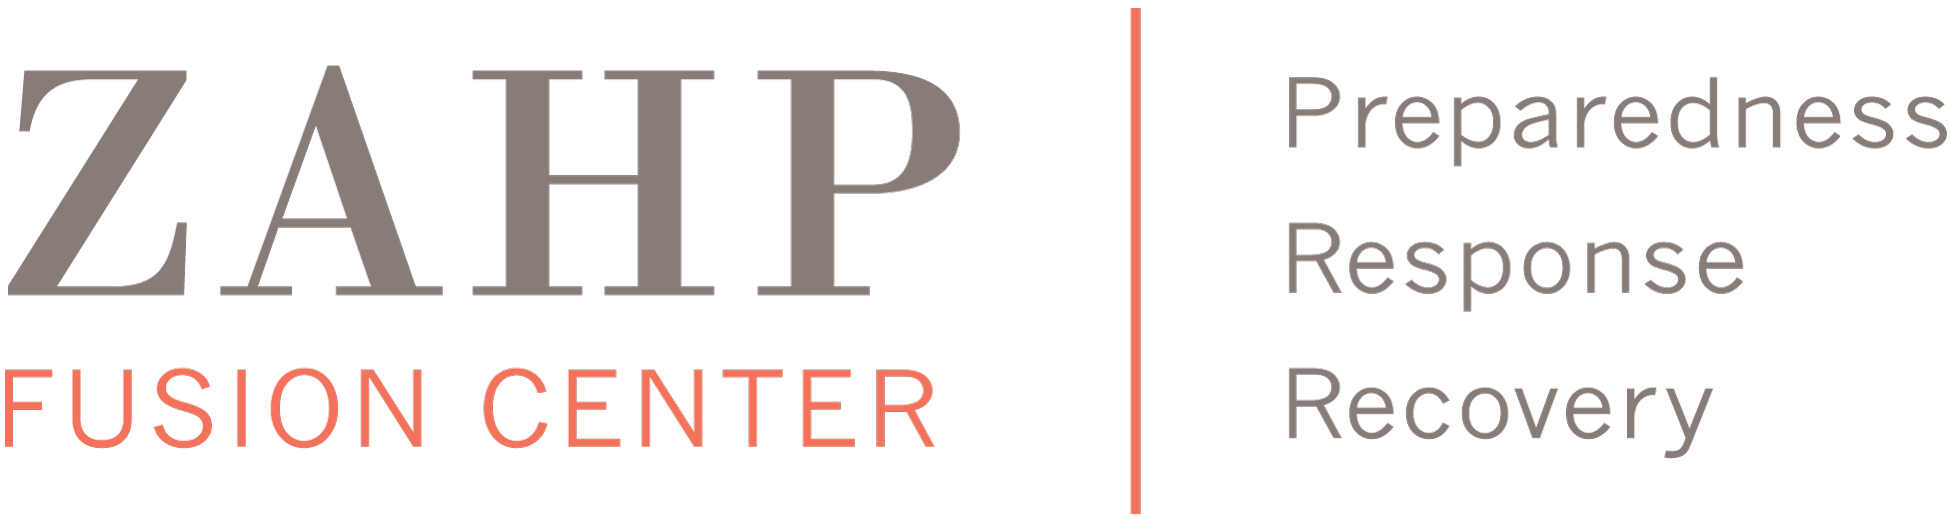 ZAHP
FUSION CENTER
Preparedness
Response
Recovery